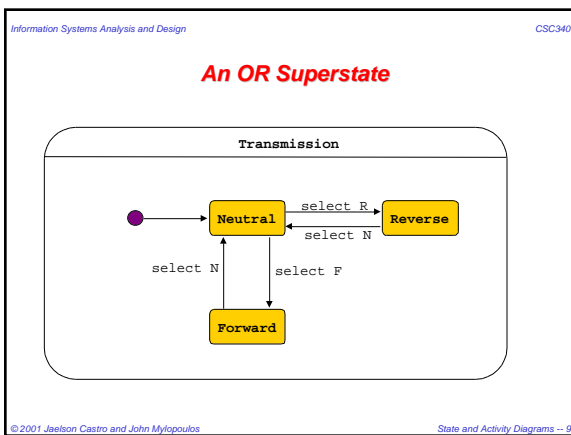 Information Systems Analysis and Design
CSC340
An OR Superstate
Transmission
select R
Neutral
Reverse
select N
select N
select F
Forward
© 2001 Jaelson Castro and John Mylopoulos
State and Activity Diagrams -- 9